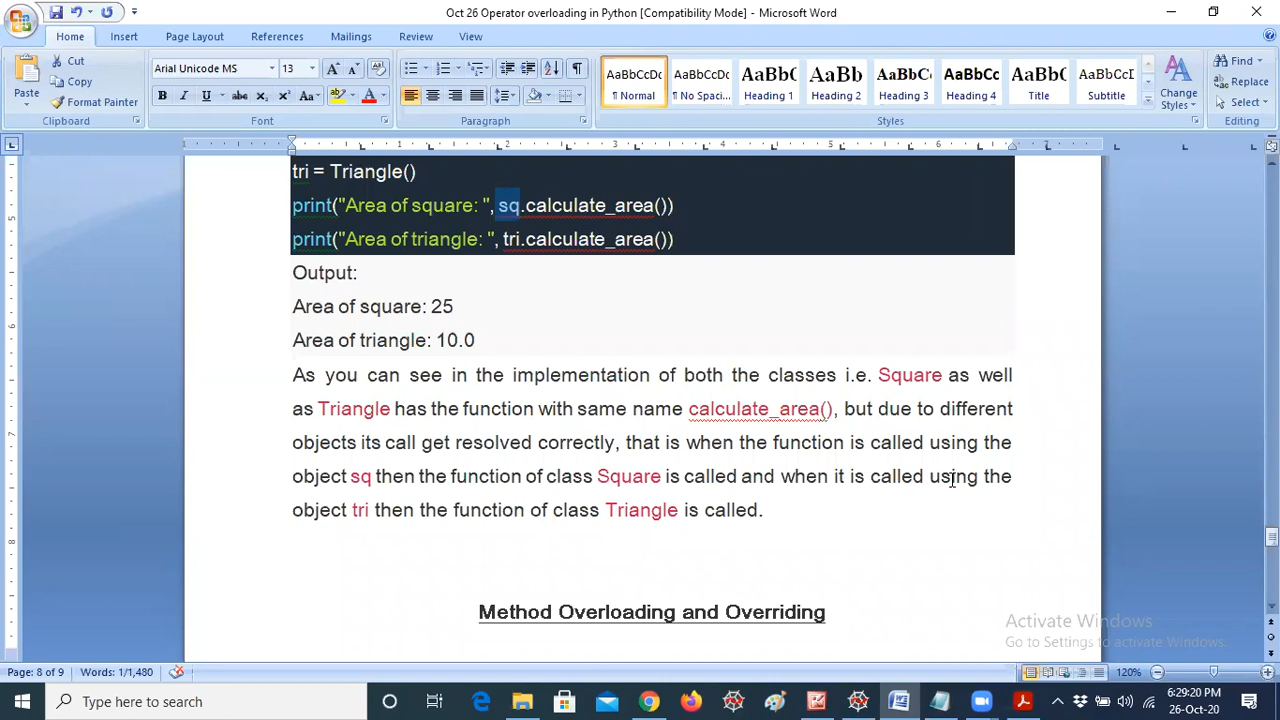 Oct 26 Operator overloading in Python [Compatibility Mode] - Microsoft Word
Home Insert Page Layout References Mailings Review View
Paste
Cut
Copy
Format Painter
Clipboard
Arial Unicode MS 13
Font
Paragraph
AaBbCcDc AaBbCcDc AaBbC AaBbC AaBbCc AaBbCc AaB AaBbCcI
¶ Normal ¶ No Spaci... Heading 1 Heading 2 Heading 3 Heading 4 Title Subtitle
Styles
Change Styles
Find
Replace
Select
Editing
tri = Triangle()
print("Area of square: ", sq.calculate_area())
print("Area of triangle: ", tri.calculate_area())
Output:
Area of square: 25
Area of triangle: 10.0
As you can see in the implementation of both the classes i.e. Square as well
as Triangle has the function with same name calculate_area(), but due to different
objects its call get resolved correctly, that is when the function is called using the
object sq then the function of class Square is called and when it is called using the
object tri then the function of class Triangle is called.
Method Overloading and Overriding
Activate Windows
Go to Settings to activate Windows.
Page: 8 of 9 Words: 1/1,480 120%
Type here to search
6:29:20 PM
26-Oct-20